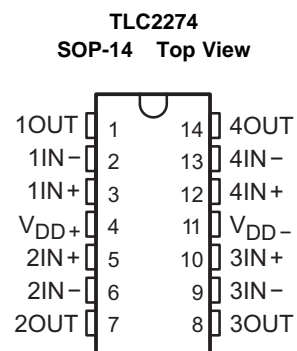 TLC2274
SOP-14 Top View
1OUT 1 14 4OUT
1IN− 2 13 4IN−
1IN+ 3 12 4IN+
VDD+ 4 11 VDD−
2IN+ 5 10 3IN+
2IN− 6 9 3IN−
2OUT 7 8 3OUT